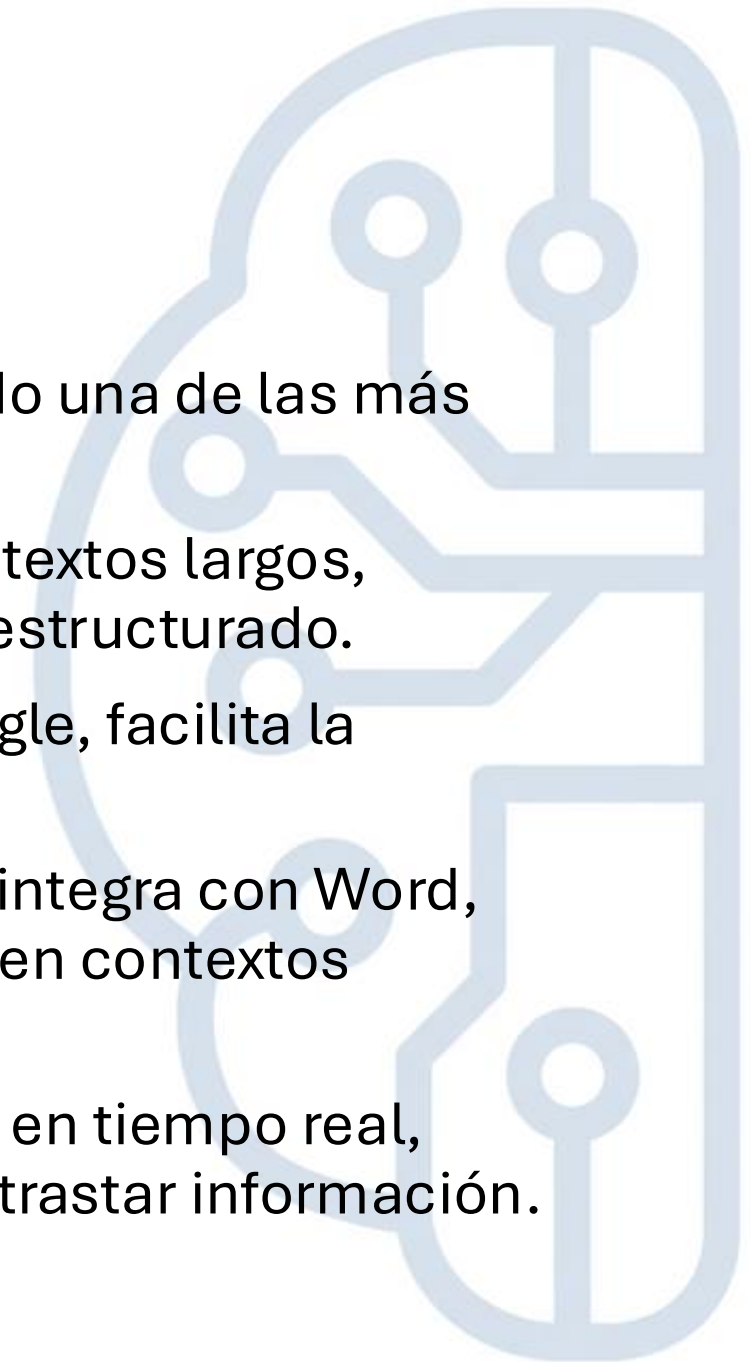 do una de las más
textos largos,
estructurado.
gle, facilita la
integra con Word,
en contextos
en tiempo real,
trastar información.